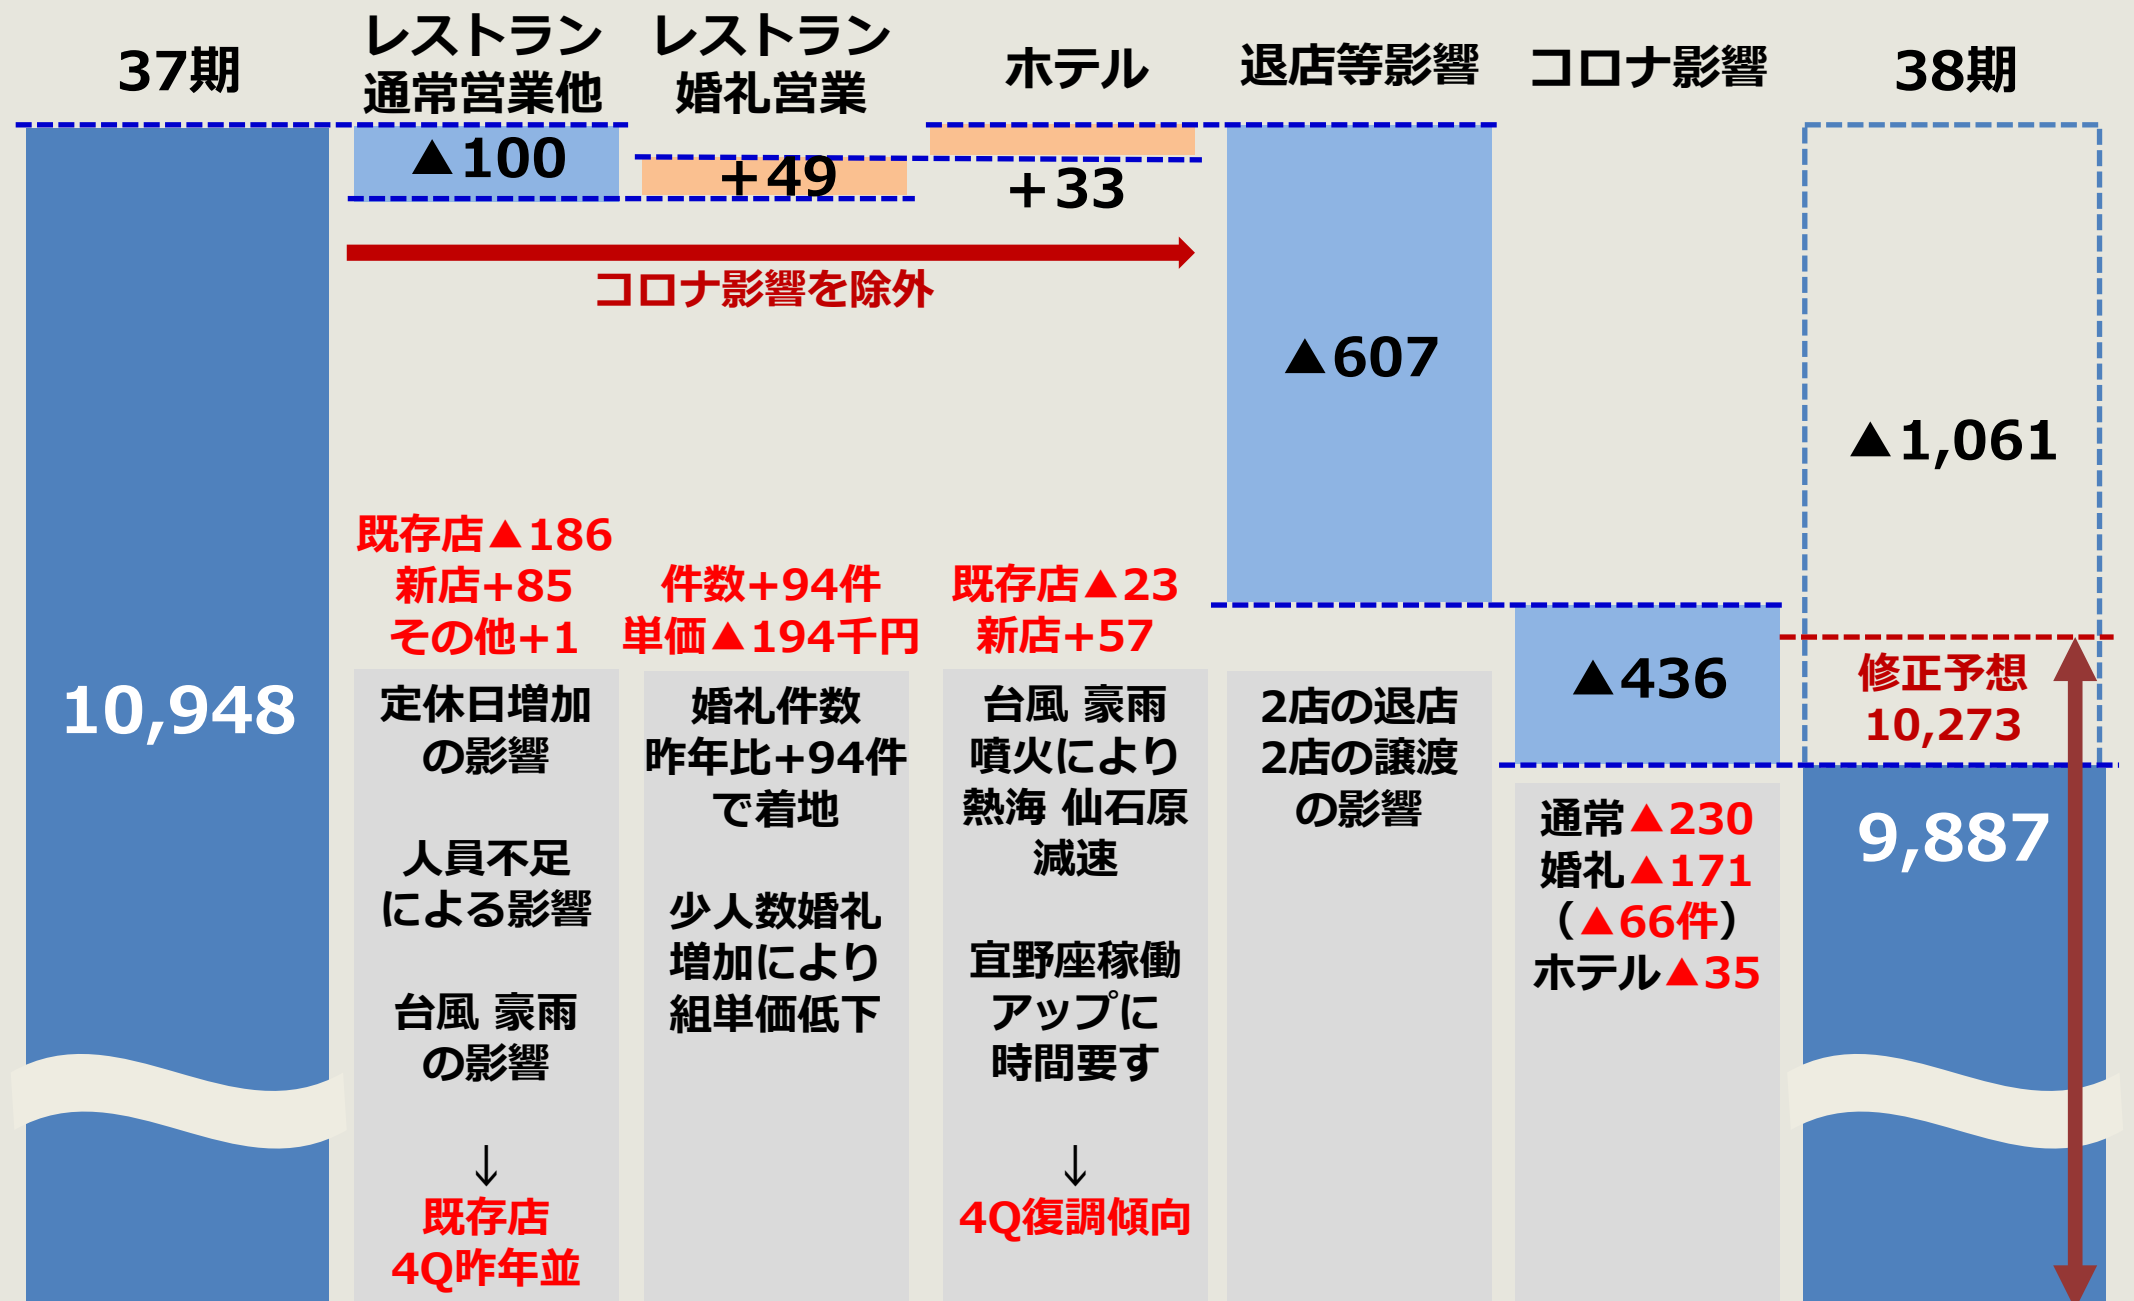 37期
レストラン
通常営業他
レストラン
婚礼営業
ホテル
退店等影響
コロナ影響
38期
▲100
＋49
＋33
コロナ影響を除外
▲607
▲1,061
既存店▲186
新店+85
その他+1
件数+94件
単価▲194千円
既存店▲23
新店+57
▲436
修正予想
10,273
10,948
9,887
定休日増加
の影響
人員不足
による影響
台風 豪雨
の影響
↓
既存店
4Q昨年並
婚礼件数
昨年比+94件
で着地
少人数婚礼
増加により
組単価低下
台風 豪雨
噴火により
熱海 仙石原
減速
宜野座稼働
アップに
時間要す
↓
4Q復調傾向
2店の退店
2店の譲渡
の影響
通常▲230
婚礼▲171
（▲66件）
ホテル▲35